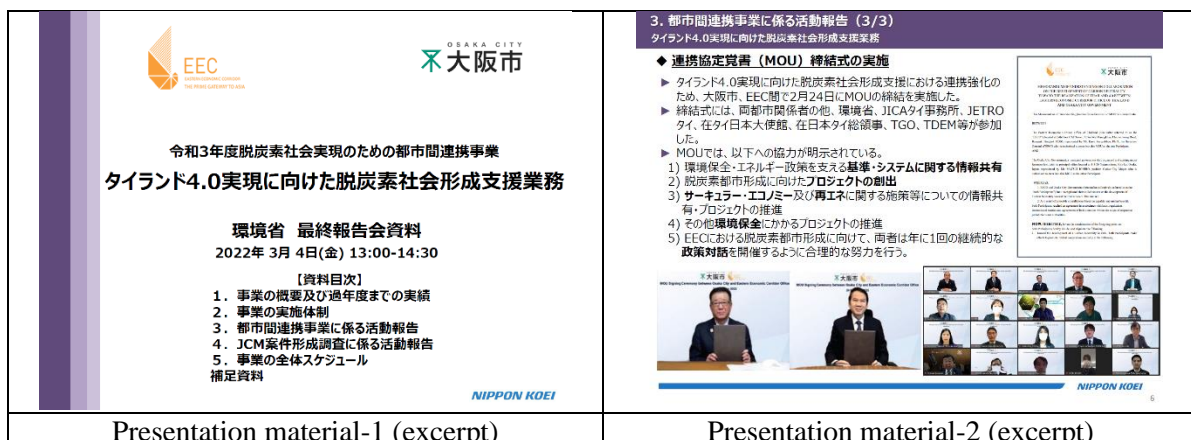 EEC
EASTERN ECONOMIC CORRIDOR
THE PRIME GATEWAY TO ASIA
OSAKA CITY
大阪市
令和3年度脱炭素社会実現のための都市間連携事業
タイランド4.0実現に向けた脱炭素社会形成支援業務
環境省 最終報告会資料
2022年 3月 4日(金) 13:00-14:30
【資料目次】
1．事業の概要及び過年度までの実績
2．事業の実施体制
3．都市間連携事業に係る活動報告
4．JCM案件形成調査に係る活動報告
5．事業の全体スケジュール
補足資料
NIPPON KOEI
Presentation material-1 (excerpt)
3. 都市間連携事業に係る活動報告（3/3）
タイランド4.0実現に向けた脱炭素社会形成支援業務
◆ 連携協定覚書（MOU）締結式の実施
▶ タイランド4.0実現に向けた脱炭素社会形成支援における連携強化の
ため、大阪市、EEC間で2月24日にMOUの締結を実施した。
▶ 締結式には、両都市関係者の他、環境省、JICAタイ事務所、JETRO
タイ、在タイ日本大使館、在日本タイ総領事、TGO、TDEM等が参加
した。
▶ MOUでは、以下への協力が明示されている。
1) 環境保全・エネルギー政策を支える基準・システムに関する情報共有
2) 脱炭素都市形成に向けたプロジェクトの創出
3) サーキュラー・エコノミー及び再エネに関する施策等についての情報共
有・プロジェクトの推進
4) その他環境保全にかかるプロジェクトの推進
5) EECにおける脱炭素都市形成に向けて、両者は年に1回の継続的な
政策対話を開催するように合理的な努力を行う。
大阪市
大阪市
大阪市
NIPPON KOEI
6
Presentation material-2 (excerpt)